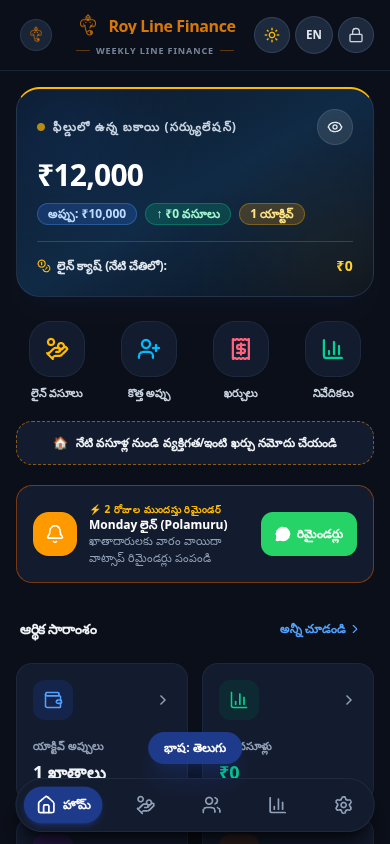 Roy Line Finance
WEEKLY LINE FINANCE
EN
ఫీల్డులో ఉన్న బకాయి (సర్క్యులేషన్)
₹12,000
అప్పు: ₹10,000
↑ ₹0 వసూలు
1 యాక్టివ్
లైన్ క్యాష్ (నేటి చేతిలో):
₹0
లైన్ వసూలు
కొత్త అప్పు
ఖర్చులు
నివేదికలు
నేటి వసూళ్ల నుండి వ్యక్తిగత/ఇంటి ఖర్చు నమోదు చేయండి
⚡ 2 రోజుల ముందస్తు రిమైండర్
Monday లైన్ (Polamuru)
ఖాతాదారులకు వారం వాయిదా
వాట్సాప్ రిమైండర్లు పంపండి
రిమైండర్లు
ఆర్థిక సారాంశం
అన్నీ చూడండి
యాక్టివ్ అప్పులు
వసూళ్లు
1 ఖాతాలు
₹0
భాష: తెలుగు
హోమ్